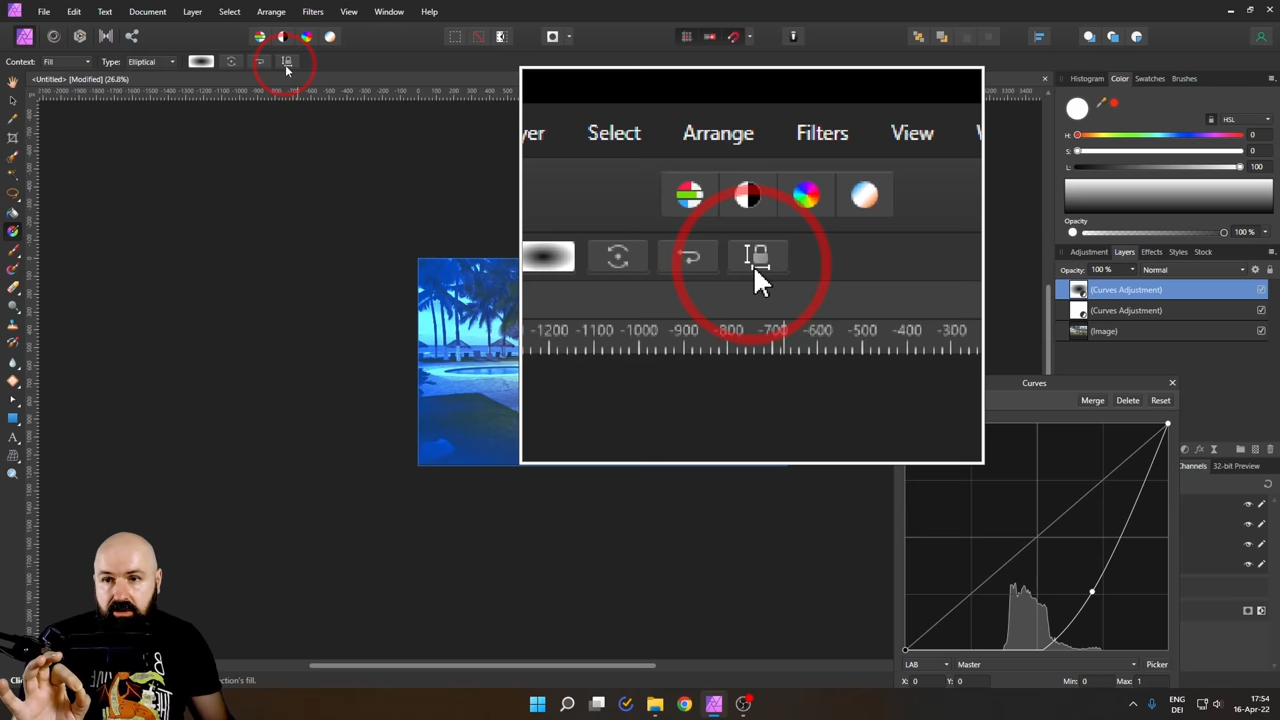 File Edit Text Document Layer Select Arrange Filters View Window Help
Context: Fill Type: Elliptical
<Untitled> [Modified] (26.8%)
Histogram Color Swatches Brushes
HSL
H: 0
S: 0
L: 100
Opacity
100 %
Adjustment Layers Effects Styles Stock
Opacity: 100 % Normal
(Curves Adjustment)
(Curves Adjustment)
(Image)
yer Select Arrange Filters View
-1200 -1100 -1000 -900 -800 -700 -600 -500 -400 -300
Curves
Merge Delete Reset
Channels 32-bit Preview
LAB Master Picker
X: 0 Y: 0 Min: 0 Max: 1
ENG
DEI
17:54
16-Apr-22